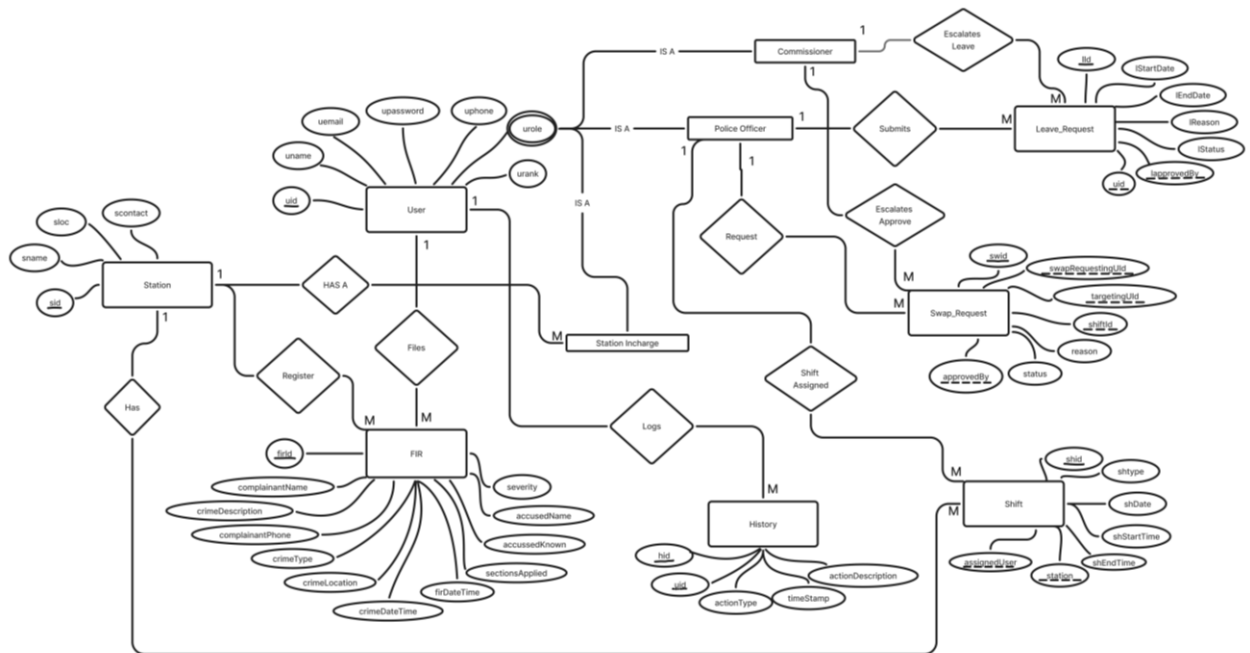 1
Commissioner
Escalates
Leave
IS A
1
lId
lStartDate
lEndDate
lReason
lStatus
lapprovedBy
uid
M
Leave_Request
M
upassword
uphone
uemail
urole
IS A
Police Officer
1
Submits
uname
urank
uid
User
1
1
1
1
IS A
Escalates
Approve
Request
scontact
sloc
sname
sid
Station
1
1
HAS A
M
Station Incharge
swid
swapRequestingUId
targetingUId
shiftId
reason
status
approvedBy
M
M
Swap_Request
Files
Register
Has
Shift
Assigned
M
M
firId
FIR
Logs
complainantName
crimeDescription
complainantPhone
crimeType
crimeLocation
crimeDateTime
firDateTime
sectionsApplied
accussedKnown
accusedName
severity
M
History
hid
uid
actionType
timeStamp
actionDescription
M
M
Shift
shid
shtype
shDate
shStartTime
shEndTime
station
assignedUser